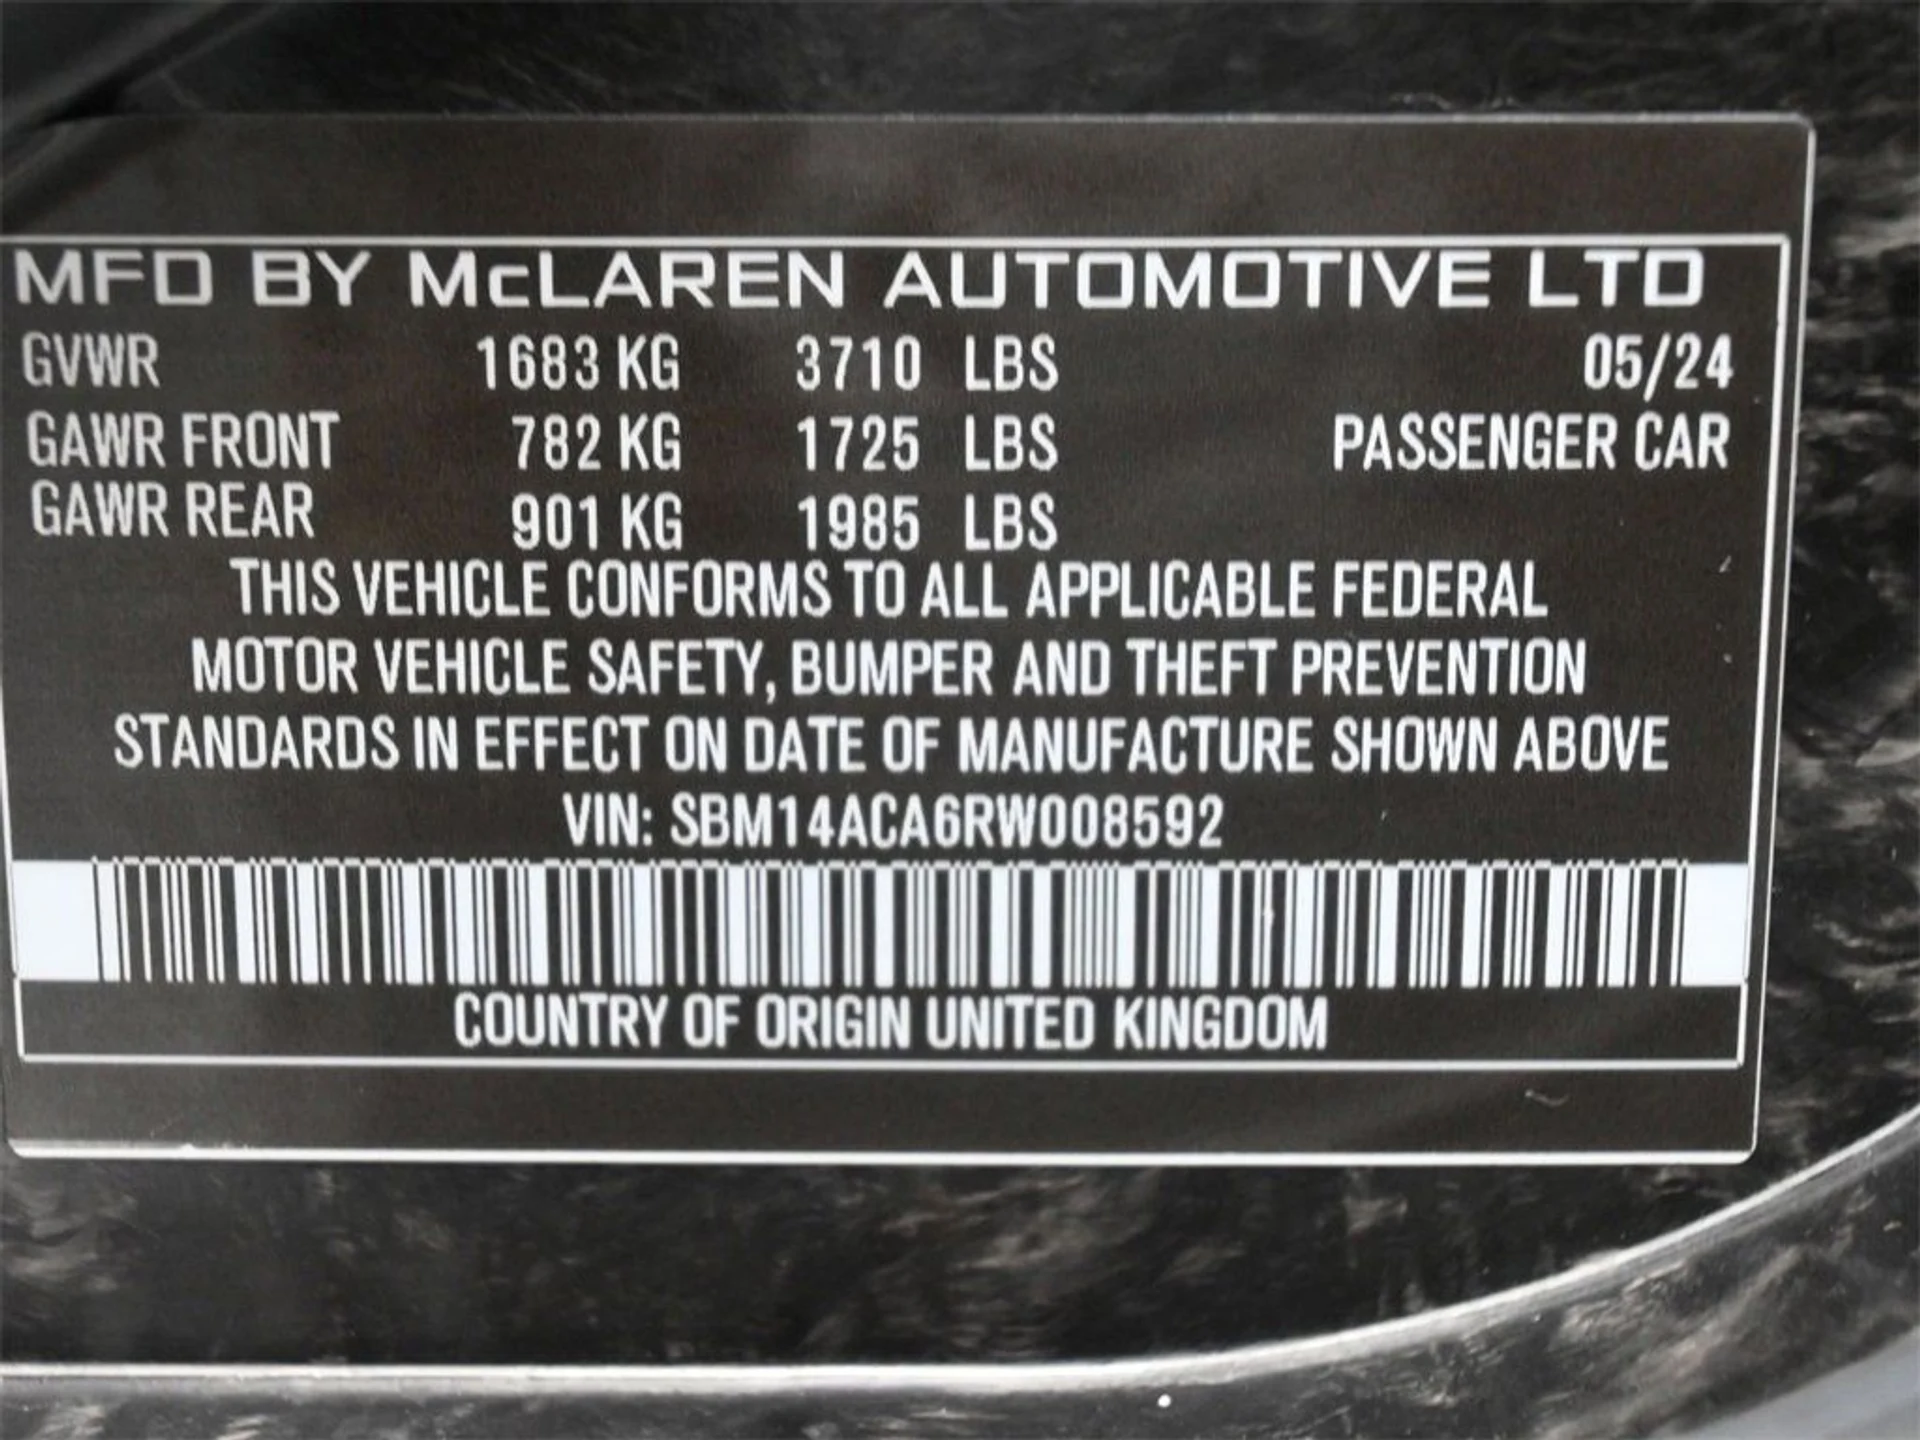 MFD BY McLAREN AUTOMOTIVE LTD
GVWR 1683 KG 3710 LBS 05/24
GAWR FRONT 782 KG 1725 LBS PASSENGER CAR
GAWR REAR 901 KG 1985 LBS
THIS VEHICLE CONFORMS TO ALL APPLICABLE FEDERAL
MOTOR VEHICLE SAFETY, BUMPER AND THEFT PREVENTION
STANDARDS IN EFFECT ON DATE OF MANUFACTURE SHOWN ABOVE
VIN: SBM14ACA6RW008592
COUNTRY OF ORIGIN UNITED KINGDOM